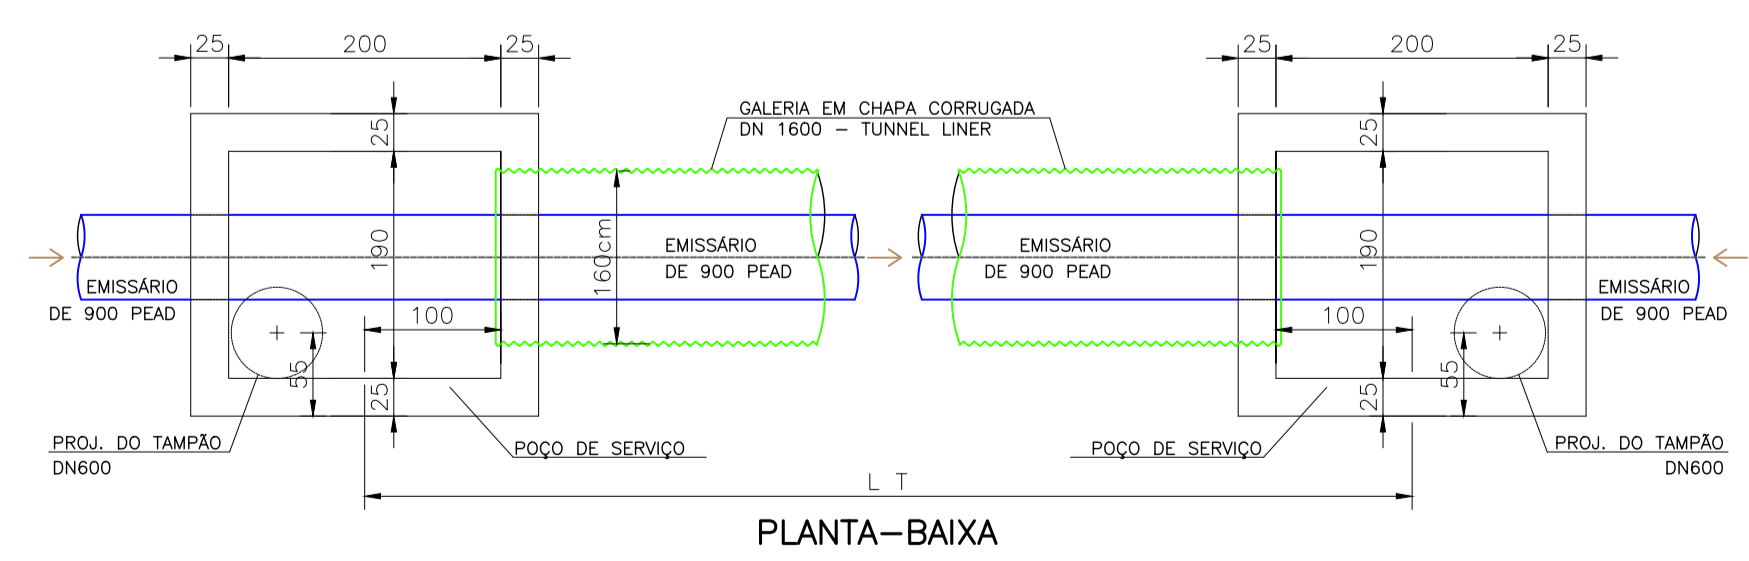 25 200 25
25 200 25
GALERIA EM CHAPA CORRUGADA
DN 1600 - TUNNEL LINER
25
25
190
160cm
190
EMISSÁRIO
DE 900 PEAD
EMISSÁRIO
DE 900 PEAD
EMISSÁRIO
DE 900 PEAD
EMISSÁRIO
DE 900 PEAD
100
100
55
25
25
55
PROJ. DO TAMPÃO
DN600
POÇO DE SERVIÇO
POÇO DE SERVIÇO
PROJ. DO TAMPÃO
DN600
L T
PLANTA-BAIXA